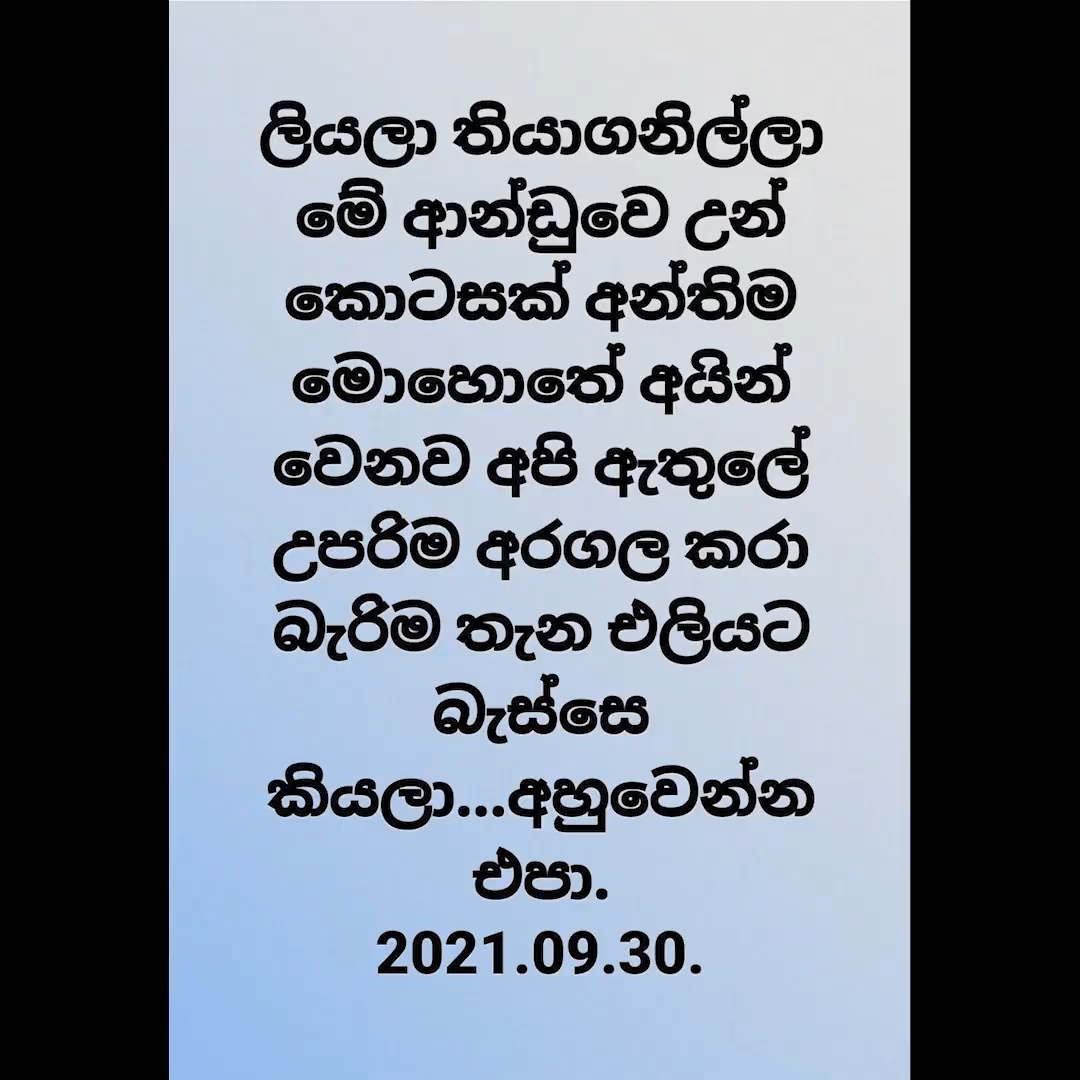 ලියලා තියාගනිල්ලා
මේ ආන්ඩුවෙ උන්
කොටසක් අන්තිම
මොහොතේ අයින්
වෙනව අපි ඇතුලේ
උපරිම අරගල කරා
බැරිම තැන එලියට
බැස්සෙ
කියලා...අහුවෙන්න
එපා.
2021.09.30.